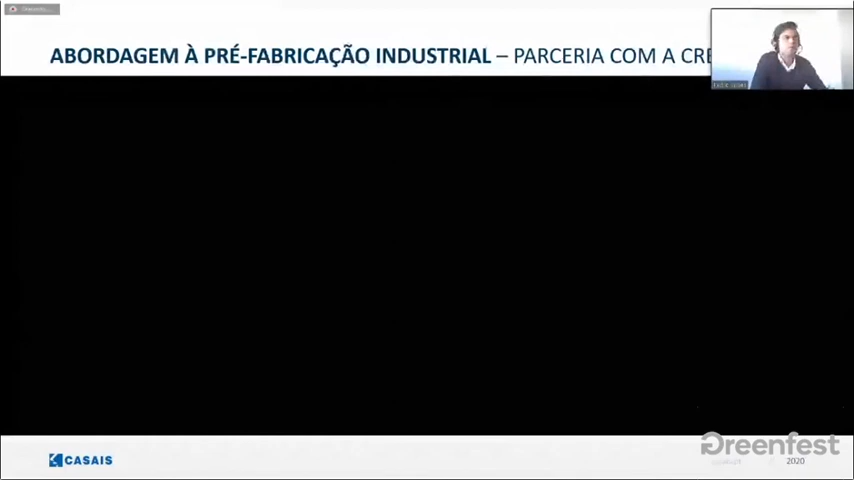 ABORDAGEM À PRÉ-FABRICAÇÃO INDUSTRIAL – PARCERIA COM A CRE
CASAIS
Greenfest
2020